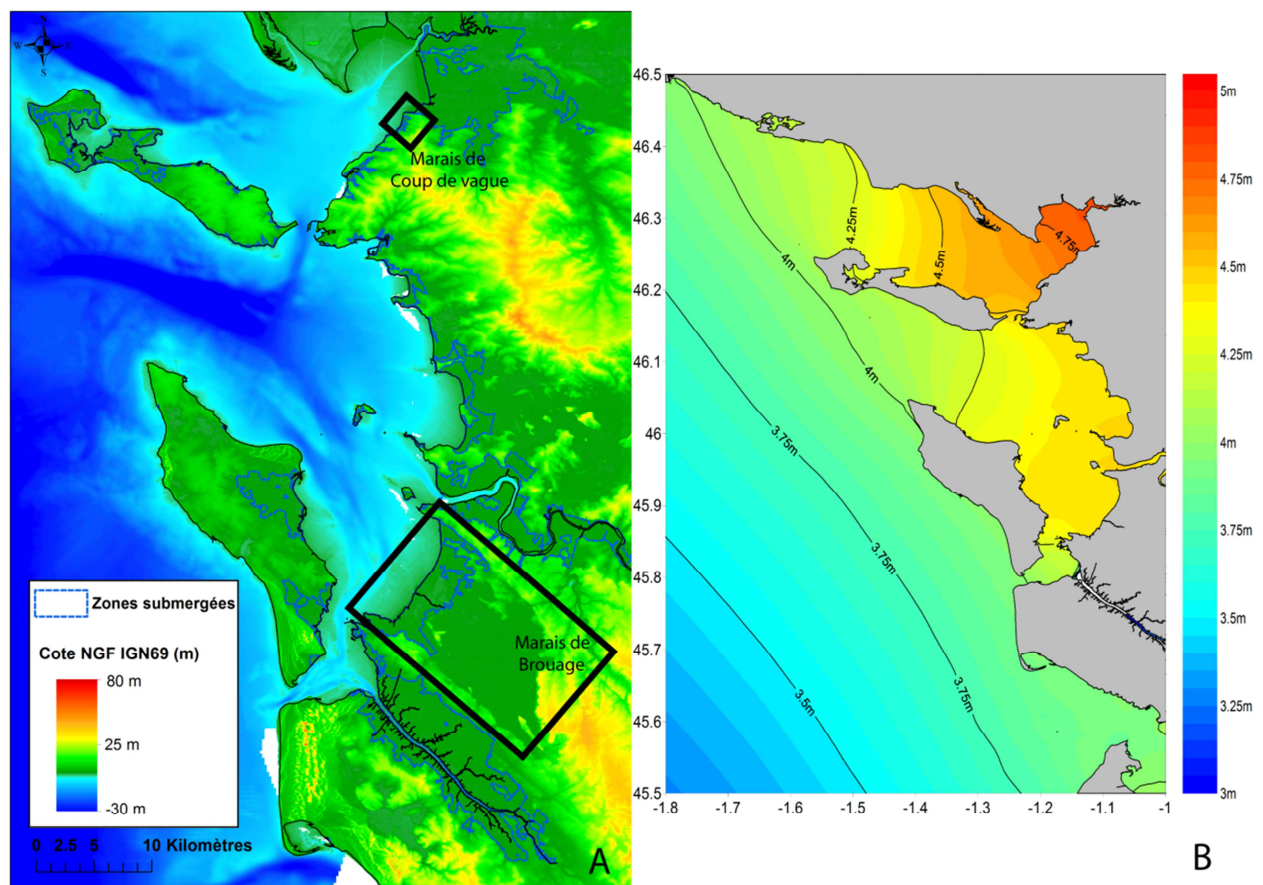 N
W E
S
Marais de
Coup de vague
Marais de
Brouage
Zones submergées
Cote NGF IGN69 (m)
80 m
25 m
-30 m
0 2.5 5 10 Kilomètres
A
46.5
46.4
46.3
46.2
46.1
46
45.9
45.8
45.7
45.6
45.5
-1.8 -1.7 -1.6 -1.5 -1.4 -1.3 -1.2 -1.1 -1
4.25m
4.5m
4.75m
4m
4m
3.75m
3.75m
3.75m
3.5m
5m
4.75m
4.5m
4.25m
4m
3.75m
3.5m
3.25m
3m
B